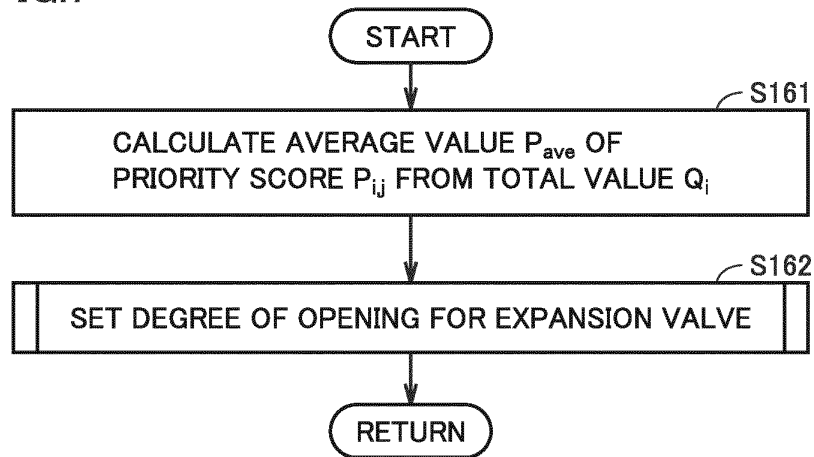 START
S161
CALCULATE AVERAGE VALUE Pave OF
PRIORITY SCORE Pij FROM TOTAL VALUE Qi
S162
SET DEGREE OF OPENING FOR EXPANSION VALVE
RETURN